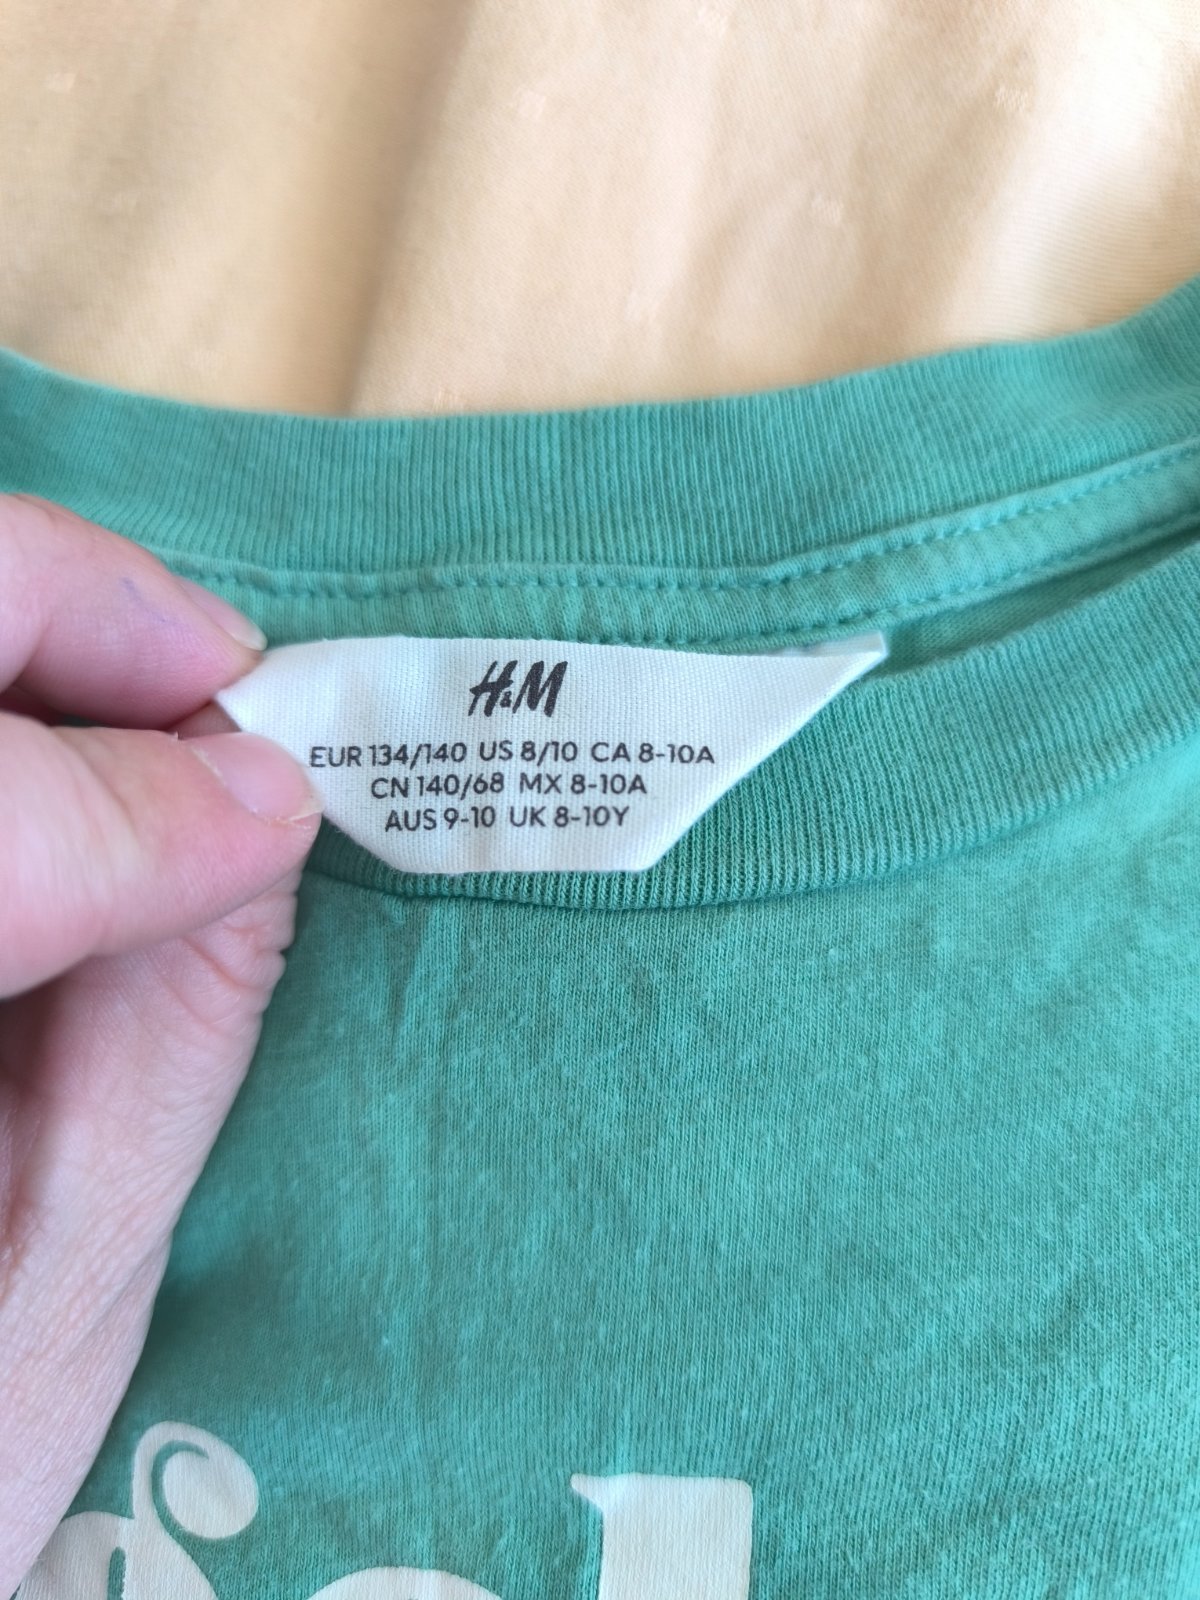 H&M
EUR 134/140 US 8/10 CA 8-10A
CN 140/68 MX 8-10A
AUS 9-10 UK 8-10Y